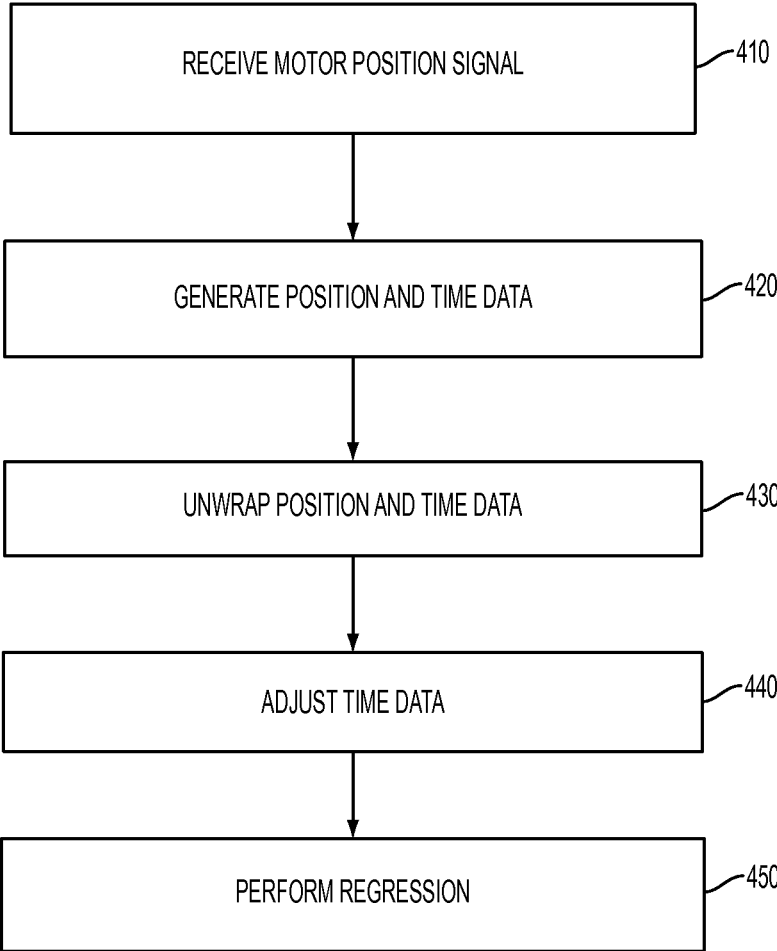 RECEIVE MOTOR POSITION SIGNAL
410
GENERATE POSITION AND TIME DATA
420
UNWRAP POSITION AND TIME DATA
430
ADJUST TIME DATA
440
PERFORM REGRESSION
450